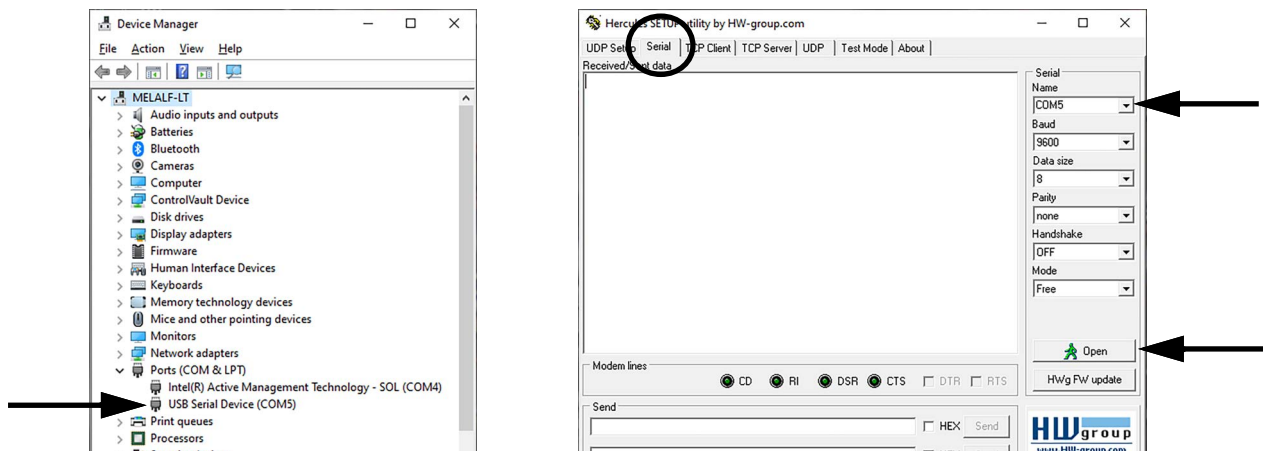 Device Manager
File Action View Help
MELALF-LT
Audio inputs and outputs
Batteries
Bluetooth
Cameras
Computer
ControlVault Device
Disk drives
Display adapters
Firmware
Human Interface Devices
Keyboards
Memory technology devices
Mice and other pointing devices
Monitors
Network adapters
Ports (COM & LPT)
Intel(R) Active Management Technology - SOL (COM4)
USB Serial Device (COM5)
Print queues
Processors
Hercules SETUP utility by HW-group.com
UDP Setup Serial TCP Client TCP Server UDP Test Mode About
Received/Sent data
Serial
Name
COM5
Baud
9600
Data size
8
Parity
none
Handshake
OFF
Mode
Free
Open
HWg FW update
Modem lines
CD RI DSR CTS DTR RTS
Send
HEX Send
HWgroup
www.HW-group.com